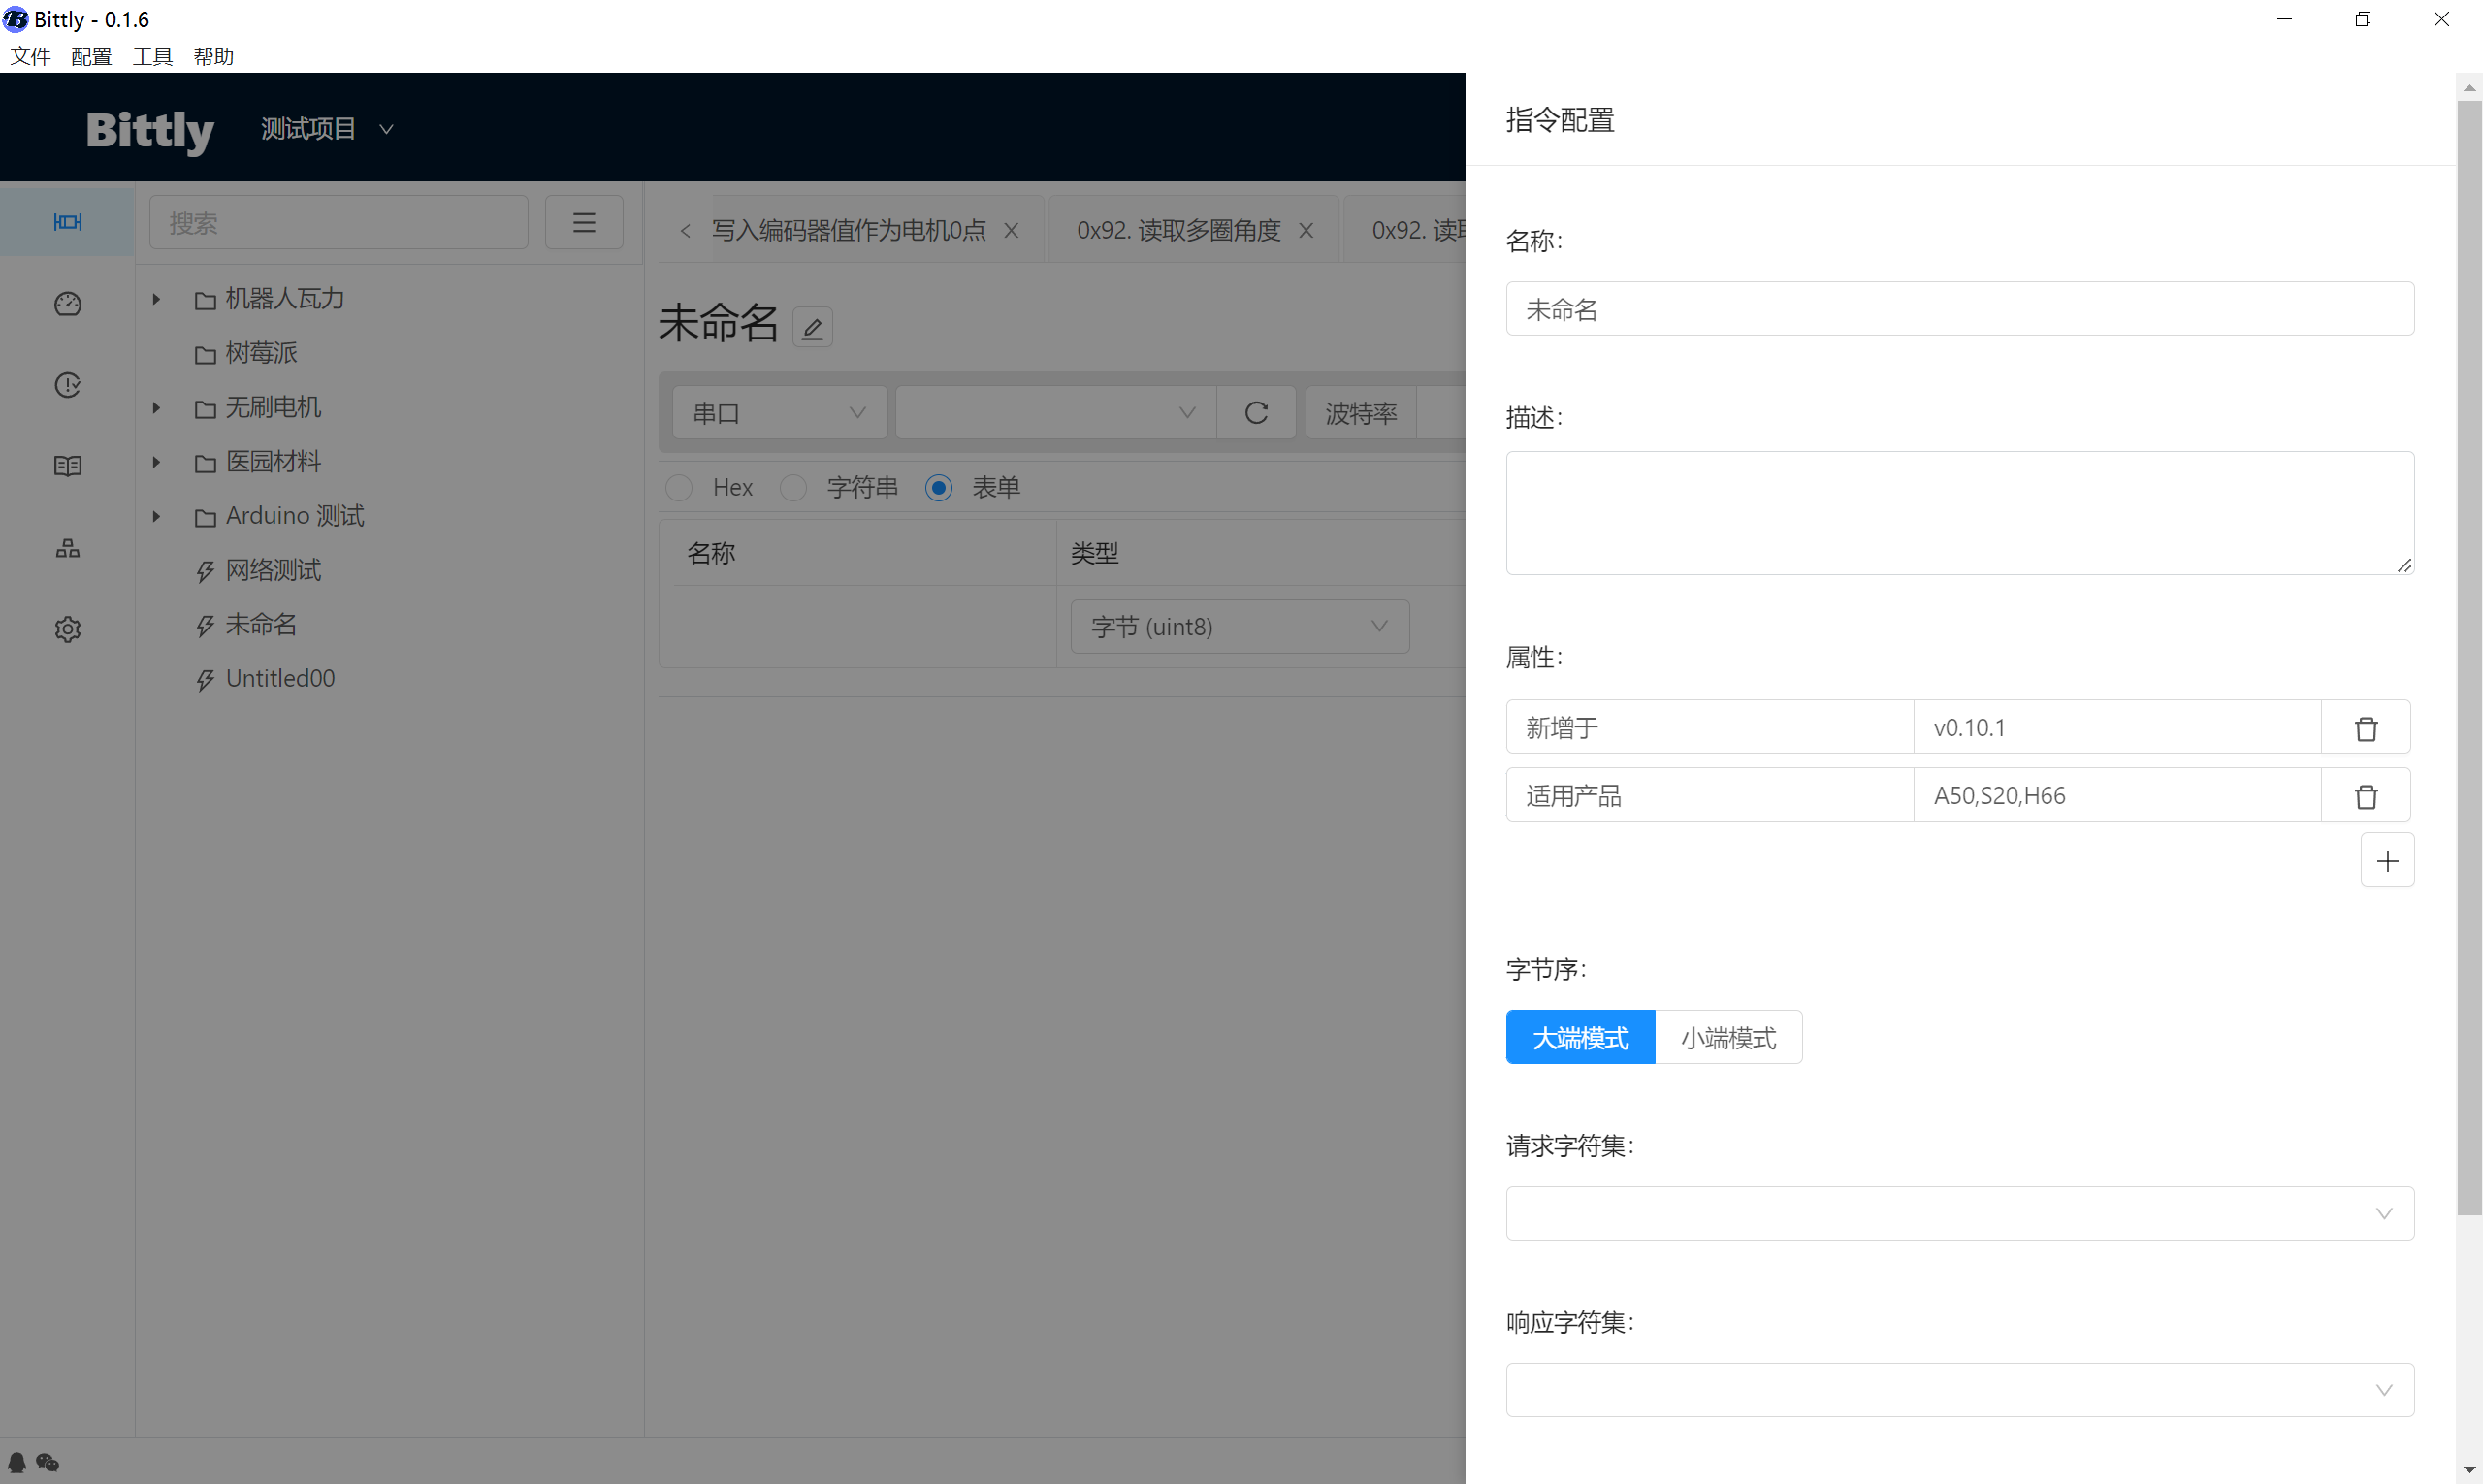 Bittly - 0.1.6
文件 配置 工具 帮助
Bittly 测试项目
搜索
机器人瓦力
树莓派
无刷电机
医园材料
Arduino 测试
网络测试
未命名
Untitled00
写入编码器值作为电机0点 0x92. 读取多圈角度 0x92. 读
未命名
串口 波特率
Hex 字符串 表单
名称 类型
字节 (uint8)
指令配置
名称:
未命名
描述:
属性:
新增于 v0.10.1
适用产品 A50,S20,H66
字节序:
大端模式 小端模式
请求字符集:
响应字符集: